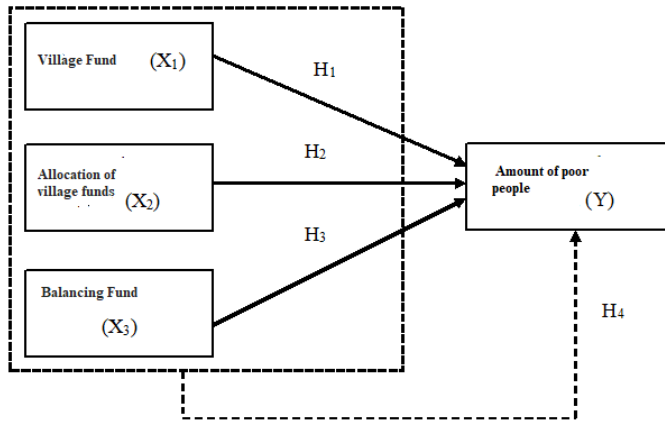 Village Fund (X₁)
H₁
Allocation of
village funds (X₂)
H₂
Amount of poor
people (Y)
H₃
Balancing Fund
(X₃)
H₄